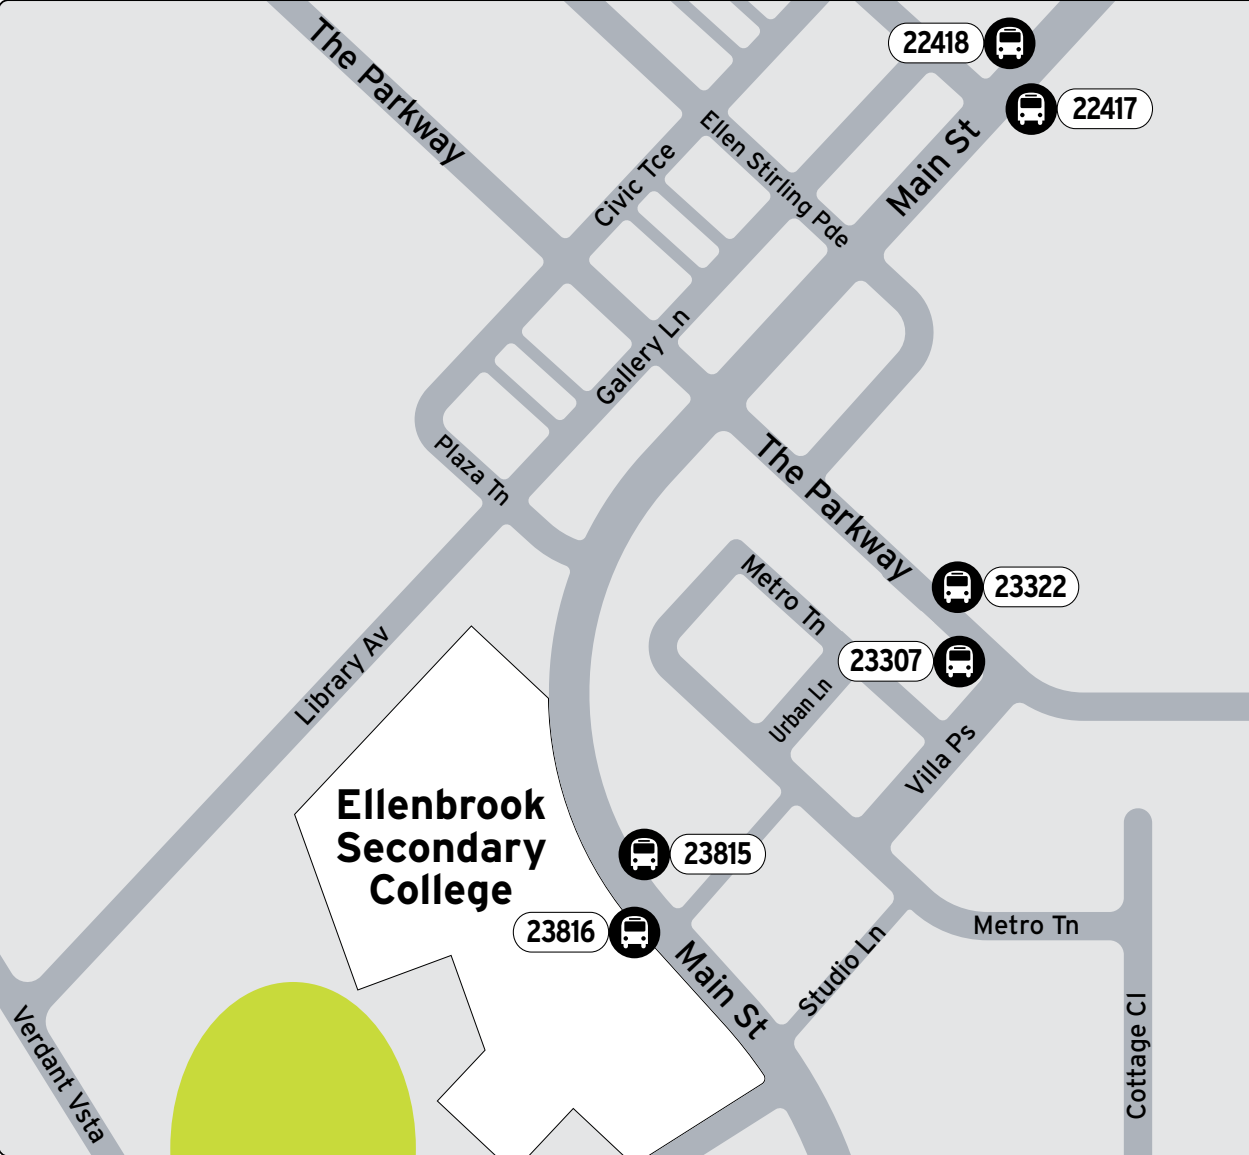 The Parkway
22418
22417
Main St
Ellen Stirling Pde
Civic Tce
Gallery Ln
Plaza Tn
The Parkway
Metro Tn
23322
23307
Urban Ln
Villa Ps
Library Av
Ellenbrook
Secondary
College
23815
23816
Main St
Studio Ln
Metro Tn
Cottage Cl
Verdant Vsta